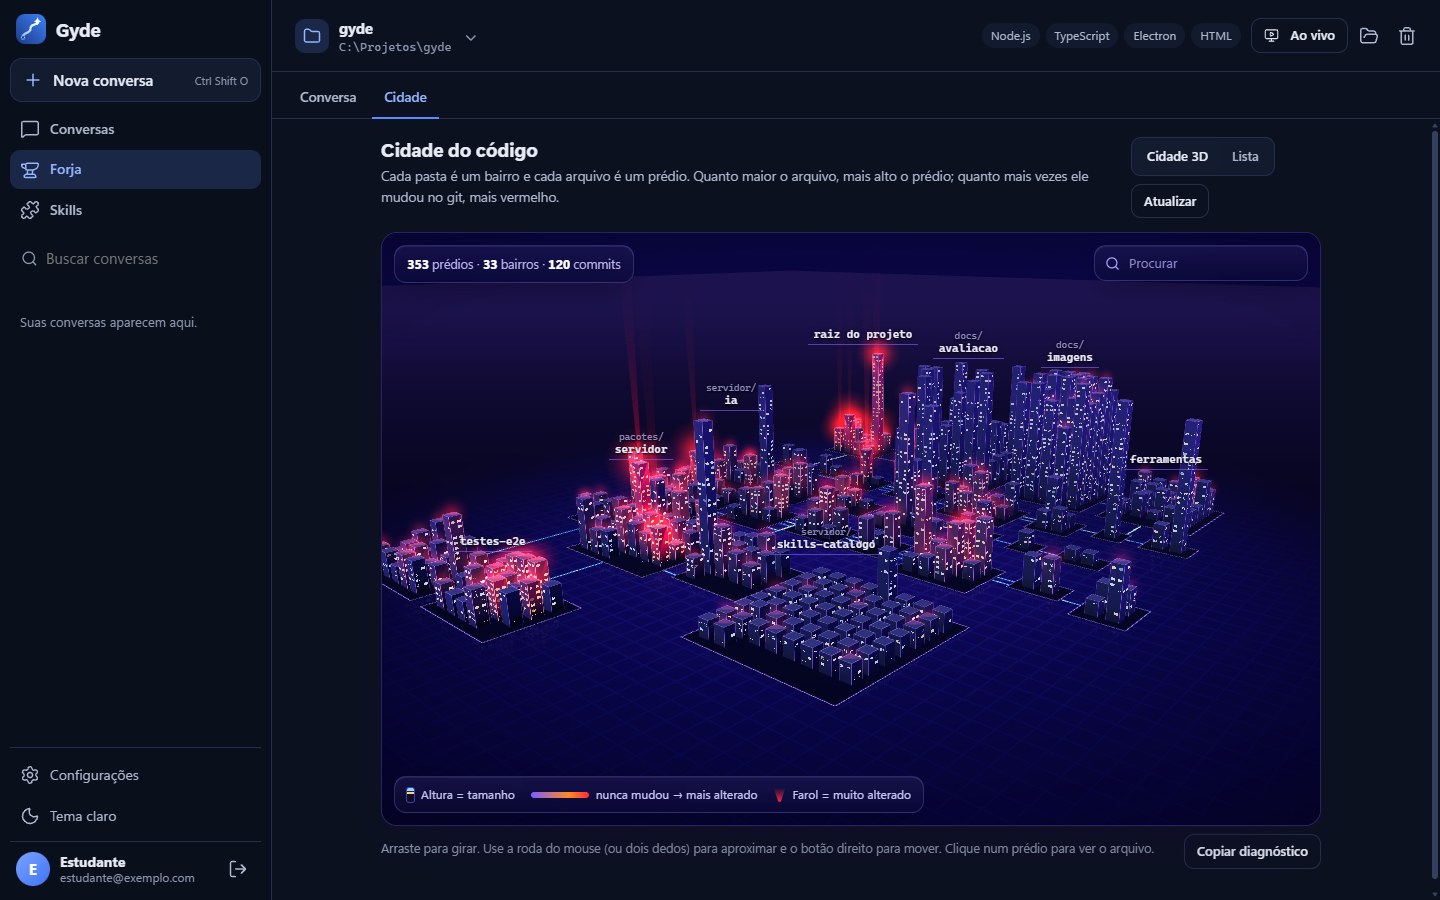 Gyde
Nova conversa
Ctrl Shift O
Conversas
Forja
Skills
Buscar conversas
Suas conversas aparecem aqui.
Configurações
Tema claro
E
Estudante
estudante@exemplo.com
gyde
C:\Projetos\gyde
Node.js
TypeScript
Electron
HTML
Ao vivo
Conversa
Cidade
Cidade do código
Cada pasta é um bairro e cada arquivo é um prédio. Quanto maior o arquivo, mais alto o prédio; quanto mais vezes ele
mudou no git, mais vermelho.
Cidade 3D
Lista
Atualizar
353 prédios · 33 bairros · 120 commits
Procurar
raiz do projeto
docs/
avaliacao
docs/
imagens
servidor/
ia
pacotes/
servidor
ferramentas
testes-e2e
servidor/
skills-catalogo
Altura = tamanho
nunca mudou → mais alterado
Farol = muito alterado
Arraste para girar. Use a roda do mouse (ou dois dedos) para aproximar e o botão direito para mover. Clique num prédio para ver o arquivo.
Copiar diagnóstico